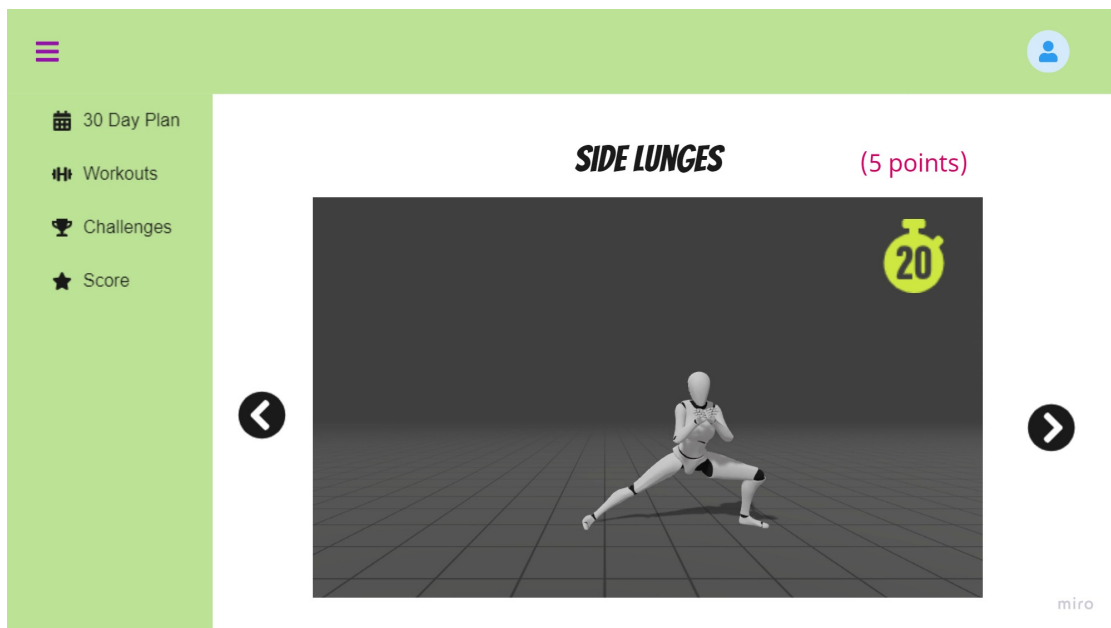 30 Day Plan
Workouts
Challenges
Score
SIDE LUNGES
(5 points)
20
miro